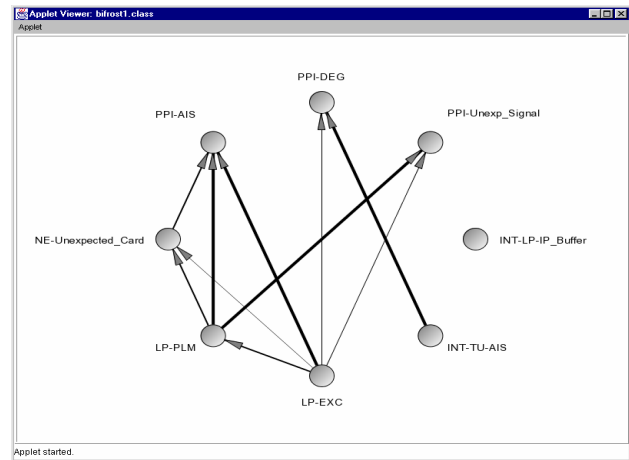 Applet Viewer: bifrost1.class
Applet
PPI-DEG
PPI-AIS
PPI-Unexp_Signal
NE-Unexpected_Card
INT-LP-IP_Buffer
LP-PLM
INT-TU-AIS
LP-EXC
Applet started.